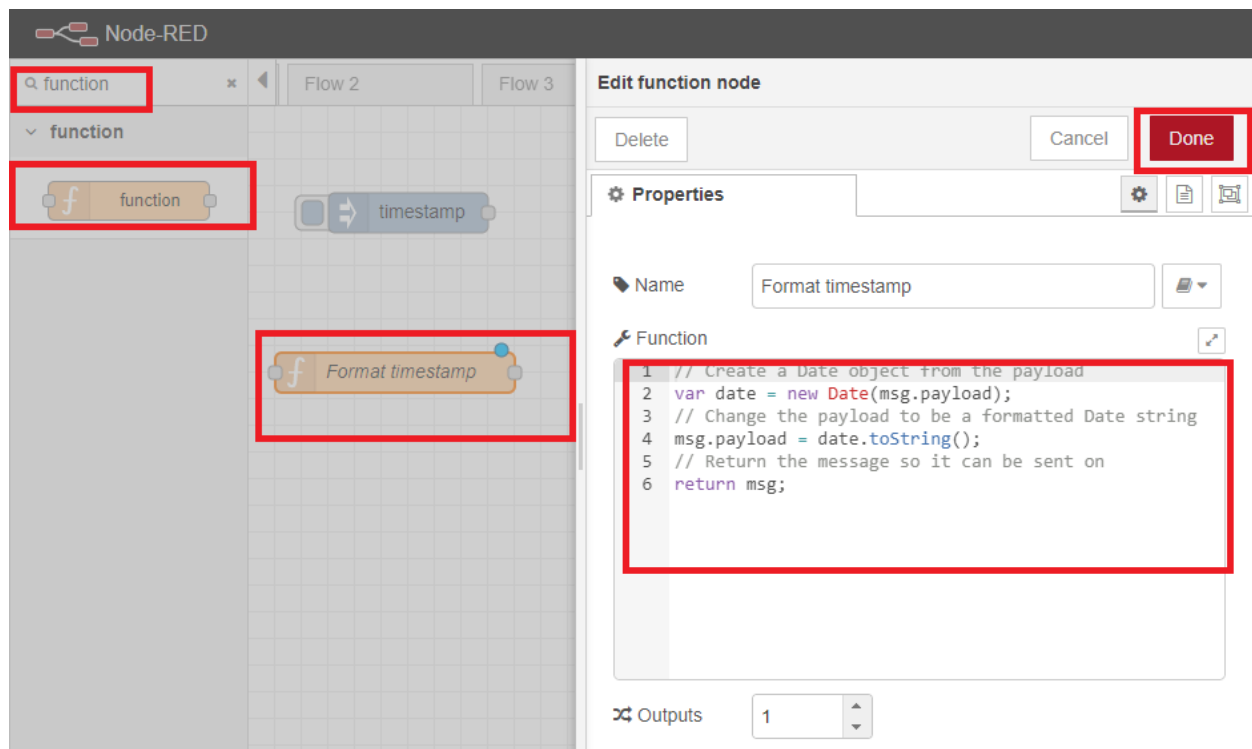 Node-RED
function
Flow 2
Flow 3
function
function
timestamp
Format timestamp
Edit function node
Delete
Cancel
Done
Properties
Name
Format timestamp
Function
1 // Create a Date object from the payload
2 var date = new Date(msg.payload);
3 // Change the payload to be a formatted Date string
4 msg.payload = date.toString();
5 // Return the message so it can be sent on
6 return msg;
Outputs
1